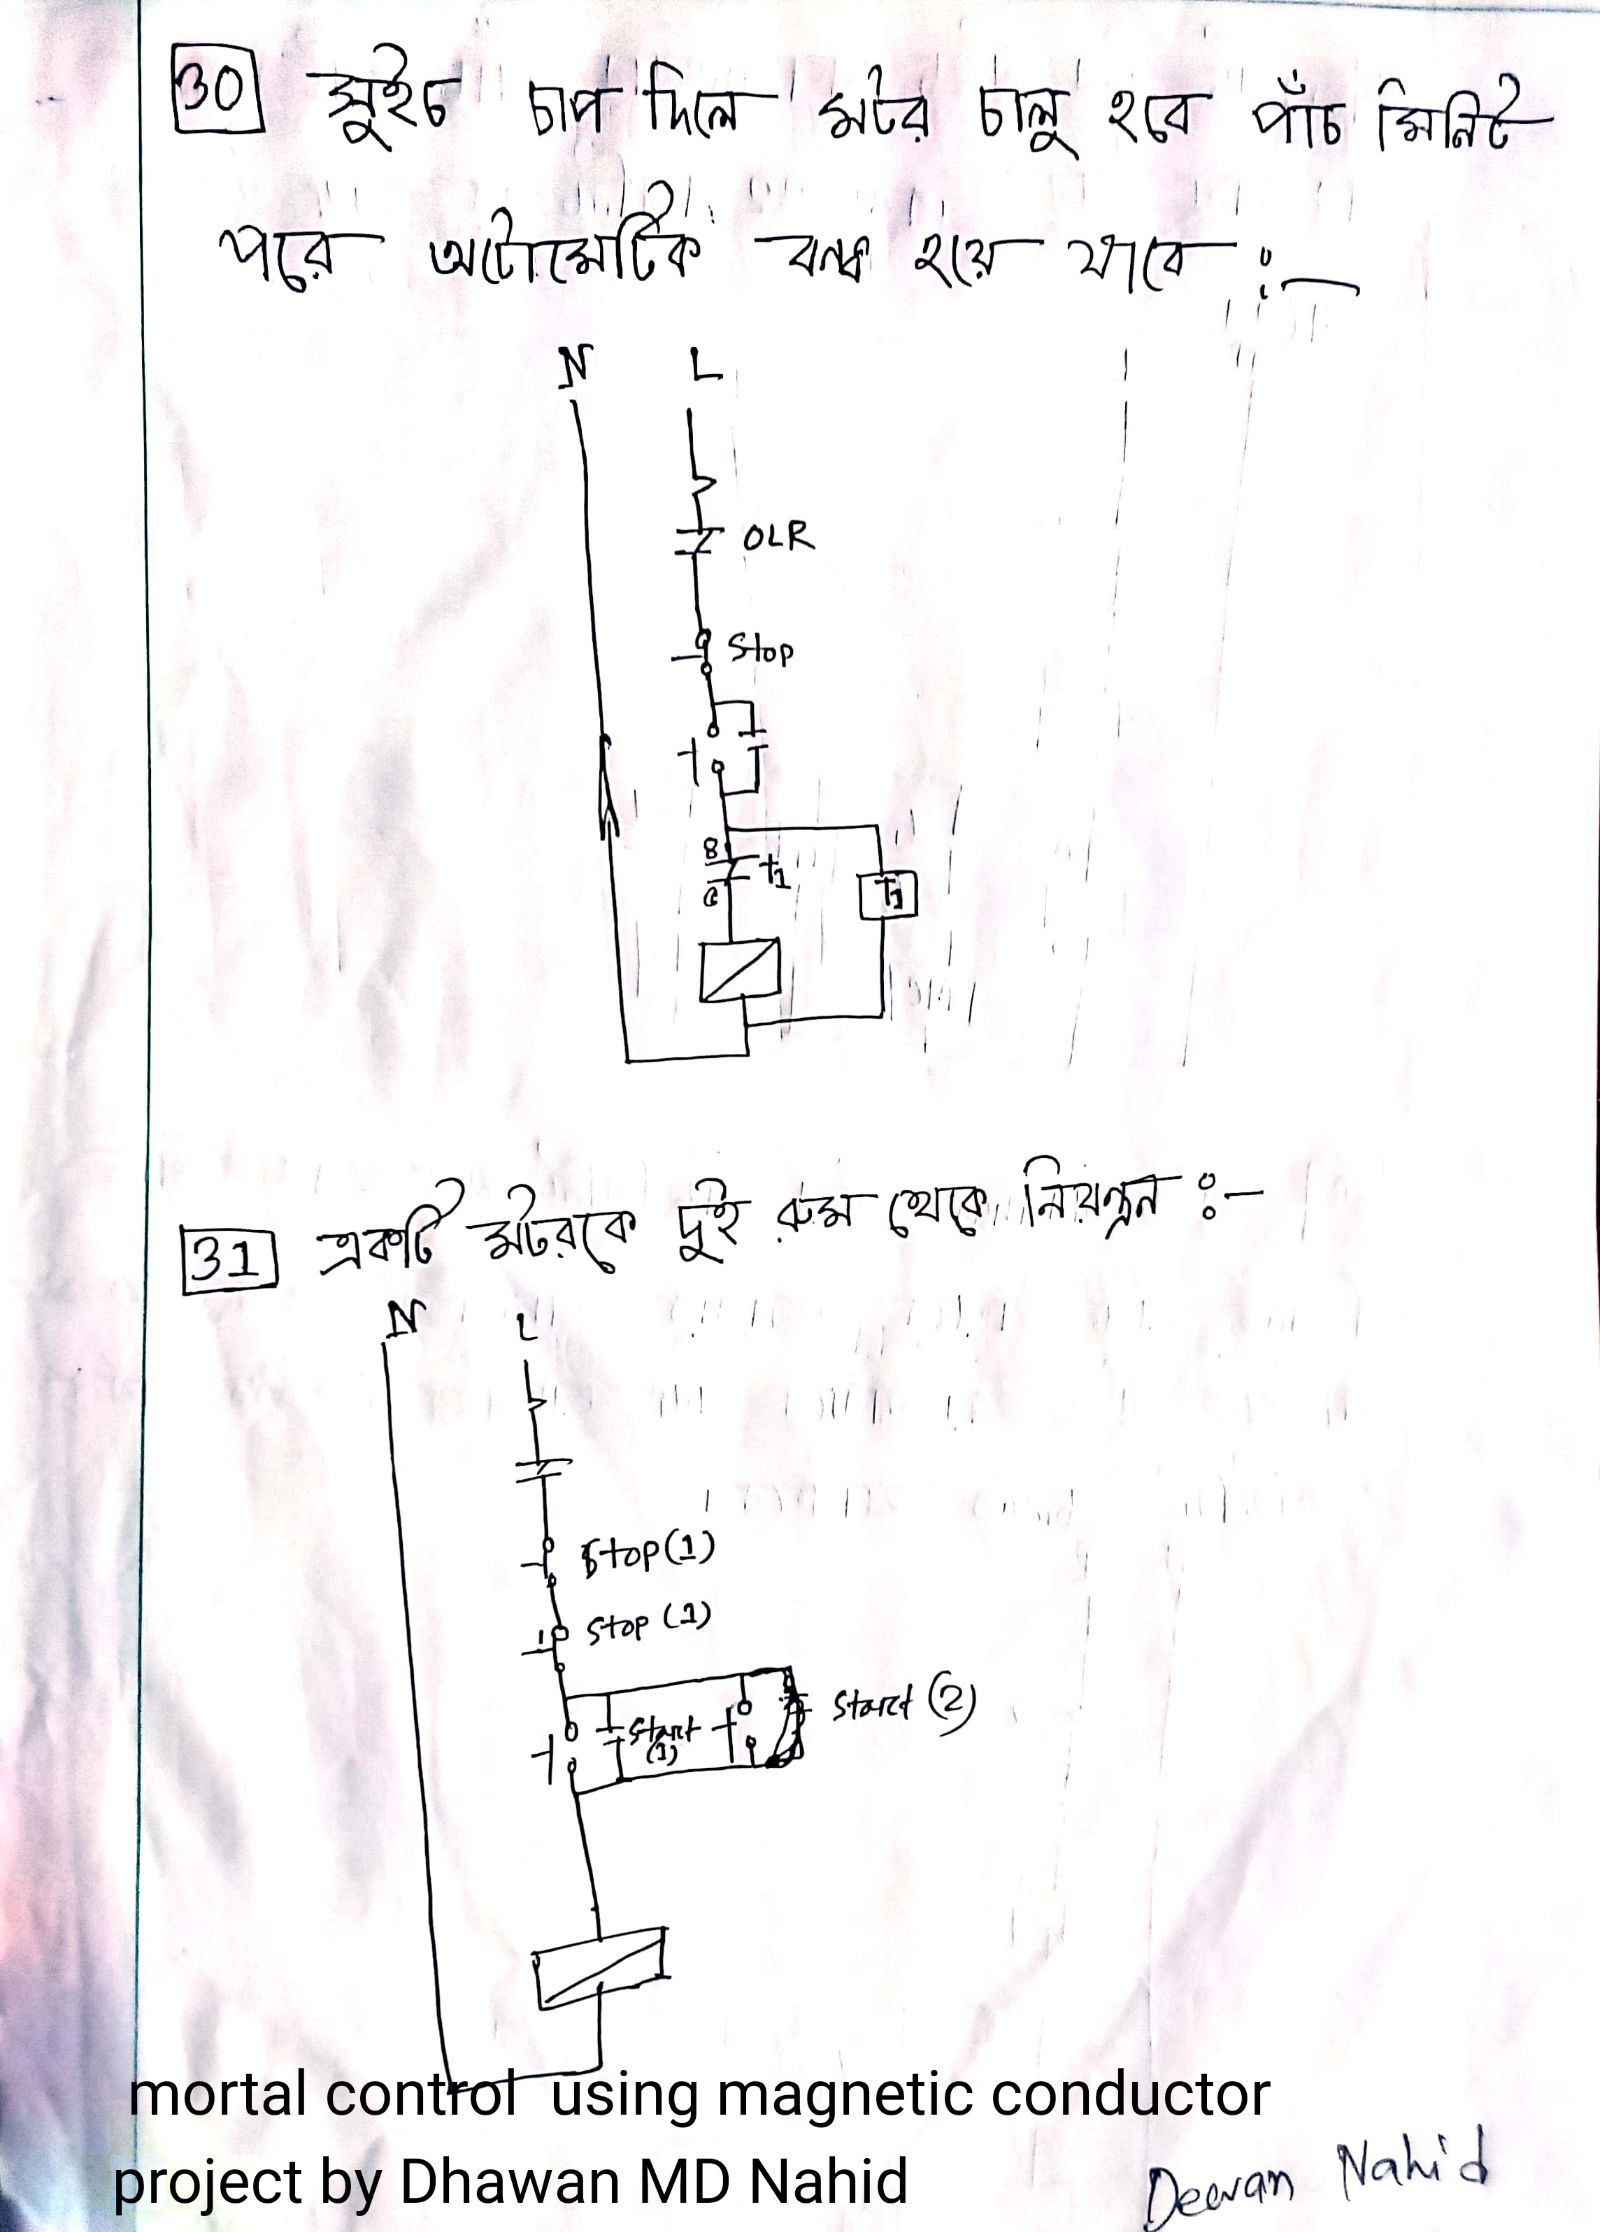 30 সুইচ চাপ দিলে মটর চালু হবে পাঁচ মিনিট
পরে অটোমেটিক বন্ধ হয়ে যাবে :—
N L
OLR
Stop
8
t1
T1
6
31 একটি মটরকে দুই রুম থেকে নিয়ন্ত্রন :-
N L
Stop(1)
Stop (1)
Start (2)
Start
(1)
mortal control using magnetic conductor
project by Dhawan MD Nahid
Deewan Nahid